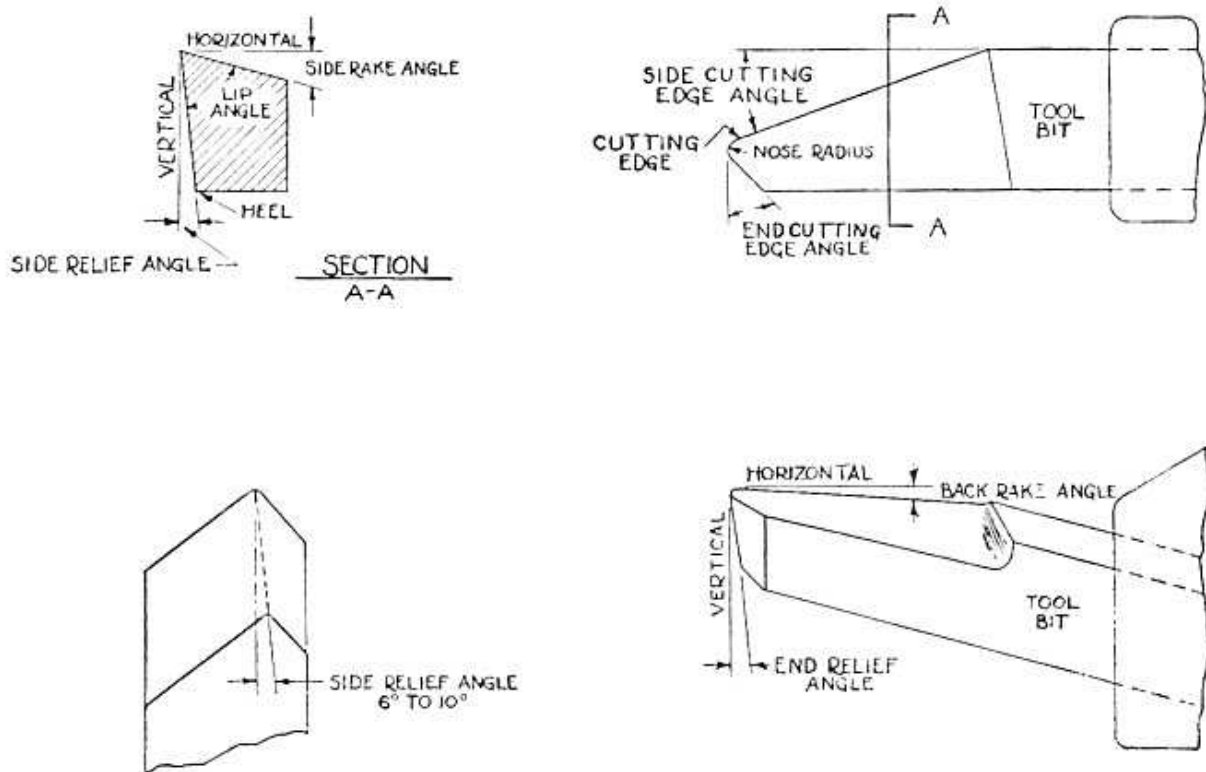 HORIZONTAL
SIDE RAKE ANGLE
LIP
ANGLE
VERTICAL
HEEL
SIDE RELIEF ANGLE
SECTION
A-A
A
SIDE CUTTING
EDGE ANGLE
TOOL
BIT
CUTTING
EDGE
NOSE RADIUS
A
END CUTTING
EDGE ANGLE
SIDE RELIEF ANGLE
6° TO 10°
HORIZONTAL
BACK RAKE ANGLE
VERTICAL
TOOL
BIT
END RELIEF
ANGLE